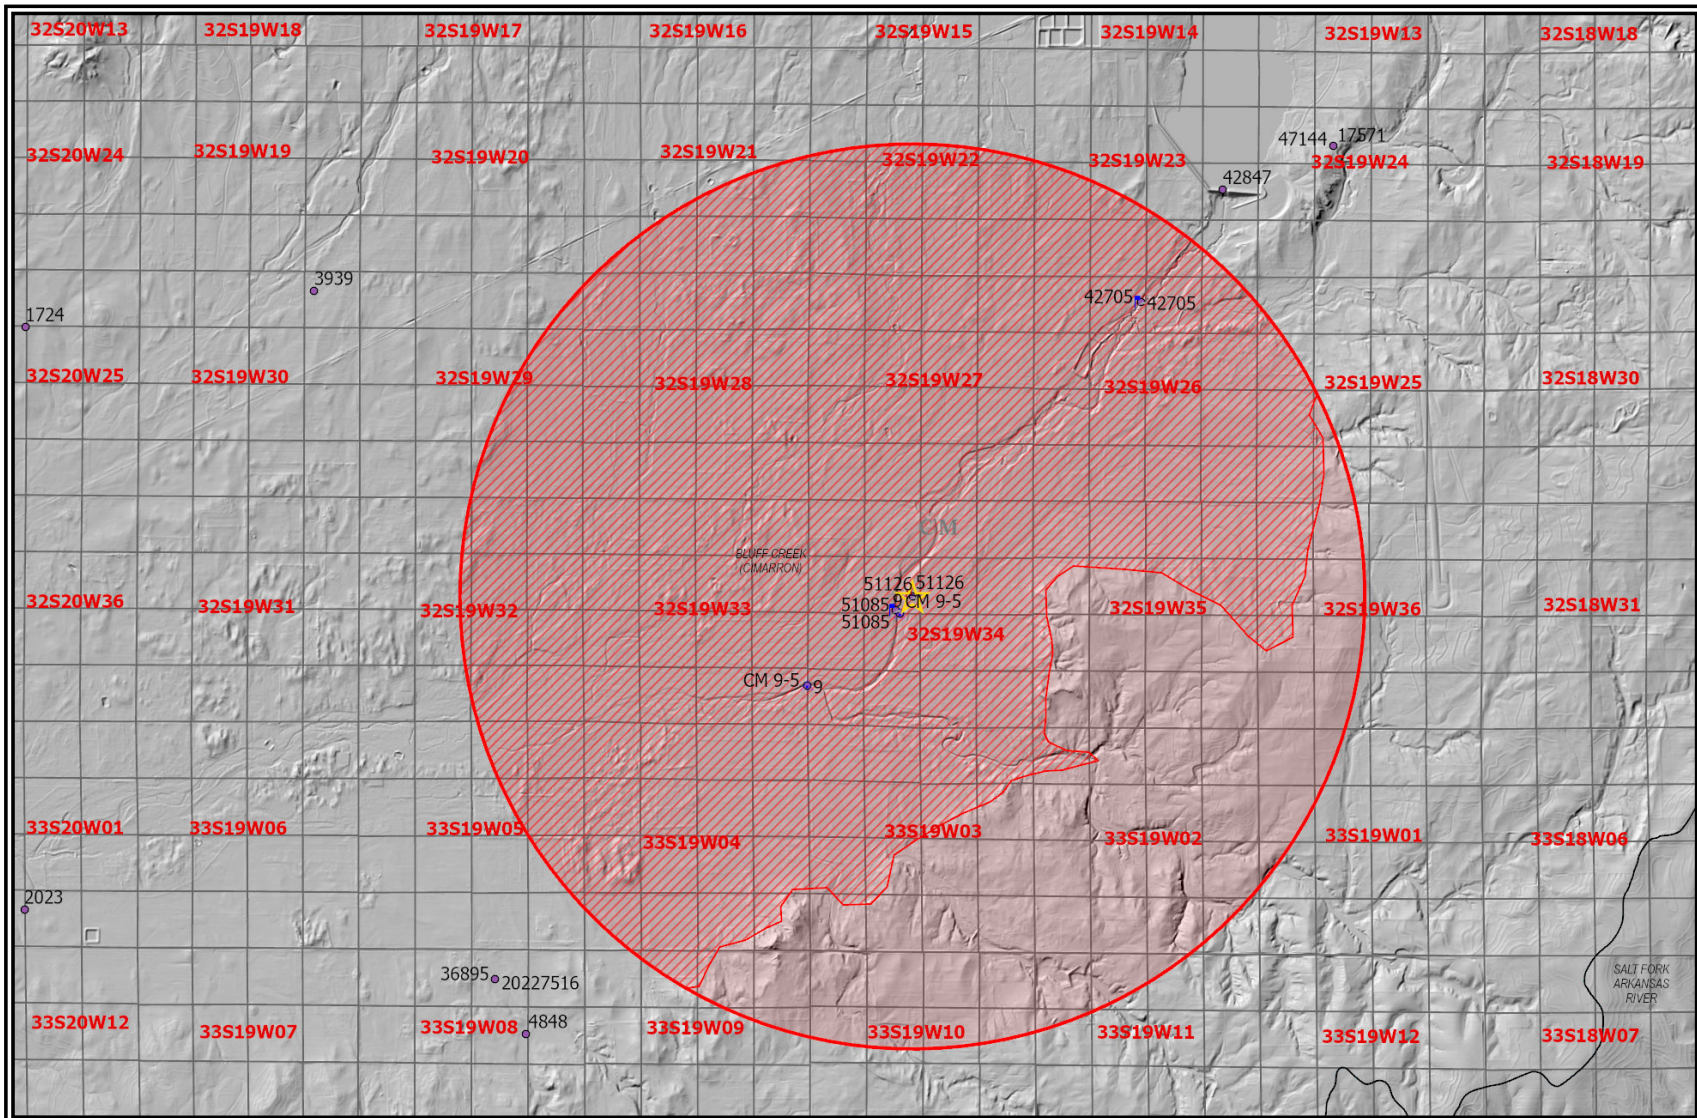 32S20W13 32S19W18 32S19W17 32S19W16 32S19W15 32S19W14 32S19W13 32S18W18
47144 17571
32S20W24 32S19W19 32S19W20 32S19W21 32S19W22 32S19W23 32S19W24 32S18W19
42847
3939
42705 42705
1724
32S20W25 32S19W30 32S19W29 32S19W28 32S19W27 32S19W26 32S19W25 32S18W30
CM
BLUFF CREEK
(CIMARRON)
51126 51126
51085 9 CM 9-5
32S20W36 32S19W31 32S19W32 32S19W33 32S19W35 32S19W36 32S18W31
51085
32S19W34
CM 9-5 9
33S20W01 33S19W06 33S19W05 33S19W04 33S19W03 33S19W02 33S19W01 33S18W06
2023
36895 20227516
SALT FORK
ARKANSAS
RIVER
4848
33S20W12 33S19W07 33S19W08 33S19W09 33S19W10 33S19W11 33S19W12 33S18W07